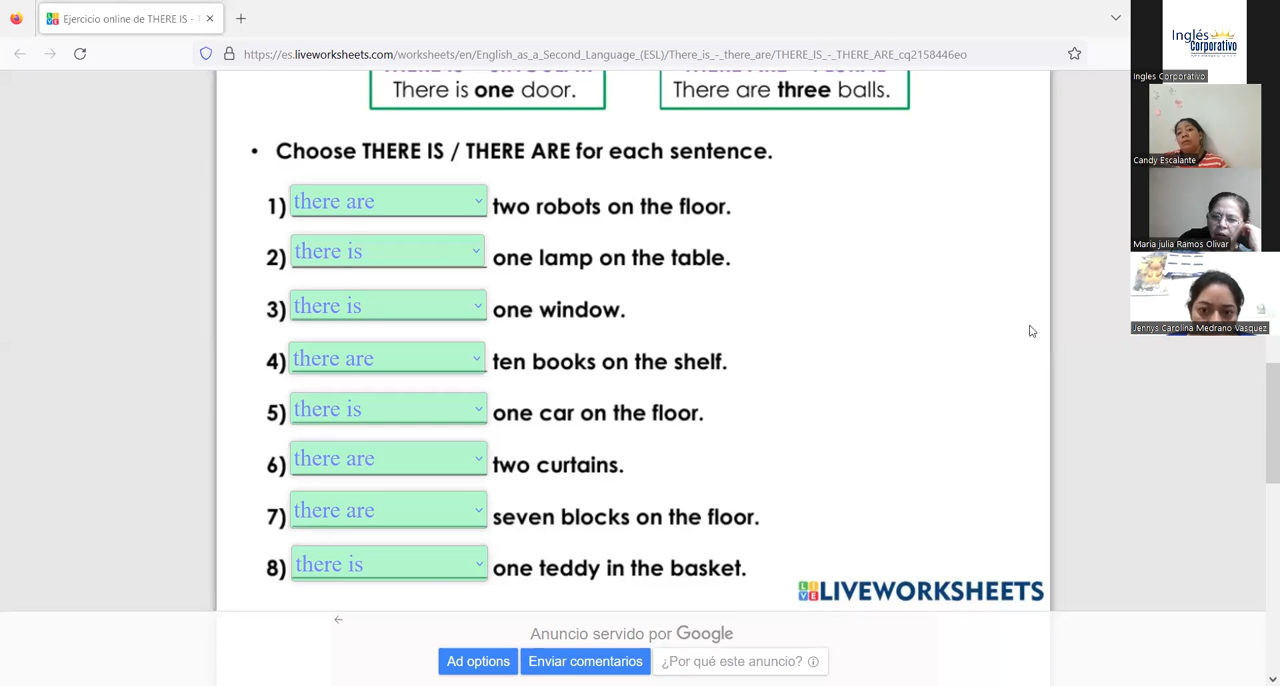 Ejercicio online de THERE IS - T
https://es.liveworksheets.com/worksheets/en/English_as_a_Second_Language_(ESL)/There_is_-_there_are/THERE_IS_-_THERE_ARE_cq2158446eo
There is one door.
There are three balls.
• Choose THERE IS / THERE ARE for each sentence.
1) there are two robots on the floor.
2) there is one lamp on the table.
3) there is one window.
4) there are ten books on the shelf.
5) there is one car on the floor.
6) there are two curtains.
7) there are seven blocks on the floor.
8) there is one teddy in the basket.
LIVEWORKSHEETS
Anuncio servido por Google
Ad options
Enviar comentarios
¿Por qué este anuncio?
Inglés
Corporativo
Ingles Corporativo
Candy Escalante
Maria julia Ramos Olivar
Jennys Carolina Medrano Vasquez